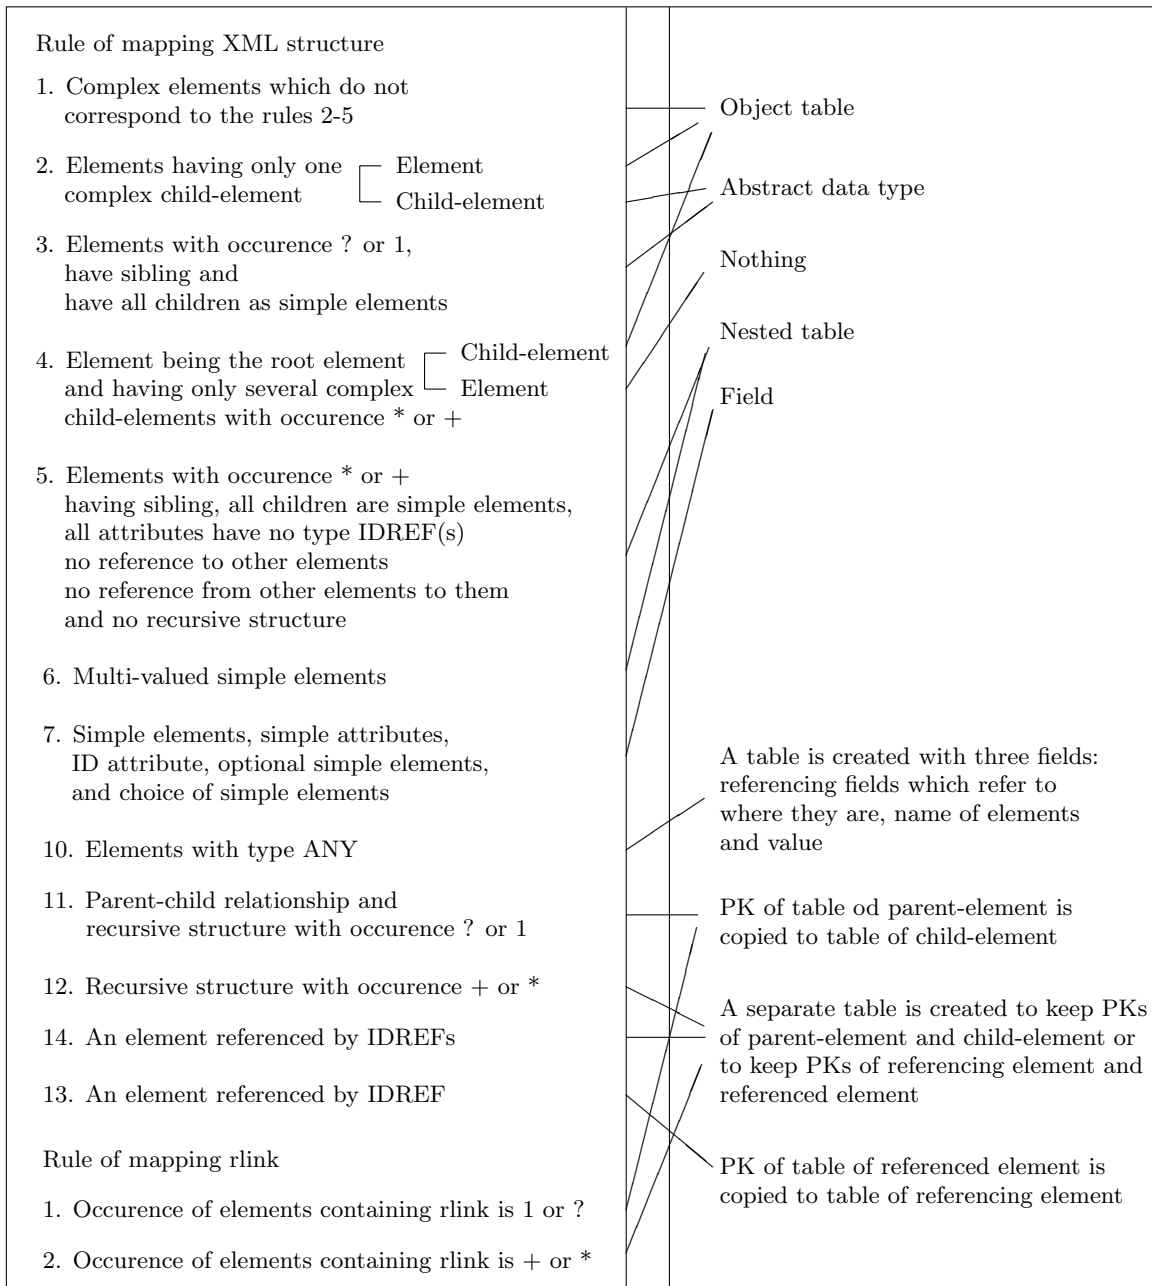 Rule of mapping XML structure
1. Complex elements which do not
correspond to the rules 2-5
2. Elements having only one
complex child-element
Element
Child-element
3. Elements with occurence ? or 1,
have sibling and
have all children as simple elements
4. Element being the root element
and having only several complex
child-elements with occurence * or +
Child-element
Element
5. Elements with occurence * or +
having sibling, all children are simple elements,
all attributes have no type IDREF(s)
no reference to other elements
no reference from other elements to them
and no recursive structure
6. Multi-valued simple elements
7. Simple elements, simple attributes,
ID attribute, optional simple elements,
and choice of simple elements
10. Elements with type ANY
11. Parent-child relationship and
recursive structure with occurence ? or 1
12. Recursive structure with occurence + or *
14. An element referenced by IDREFs
13. An element referenced by IDREF
Rule of mapping rlink
1. Occurence of elements containing rlink is 1 or ?
2. Occurence of elements containing rlink is + or *
Object table
Abstract data type
Nothing
Nested table
Field
A table is created with three fields:
referencing fields which refer to
where they are, name of elements
and value
PK of table od parent-element is
copied to table of child-element
A separate table is created to keep PKs
of parent-element and child-element or
to keep PKs of referencing element and
referenced element
PK of table of referenced element is
copied to table of referencing element